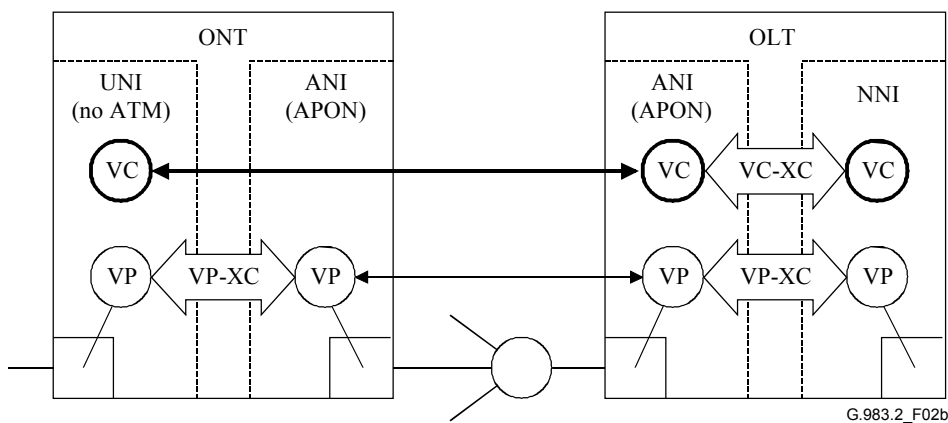 ONT
OLT
UNI
(no ATM)
ANI
(APON)
ANI
(APON)
NNI
VC
VC
VC-XC
VC
VP
VP-XC
VP
VP
VP-XC
VP
G.983.2_F02b